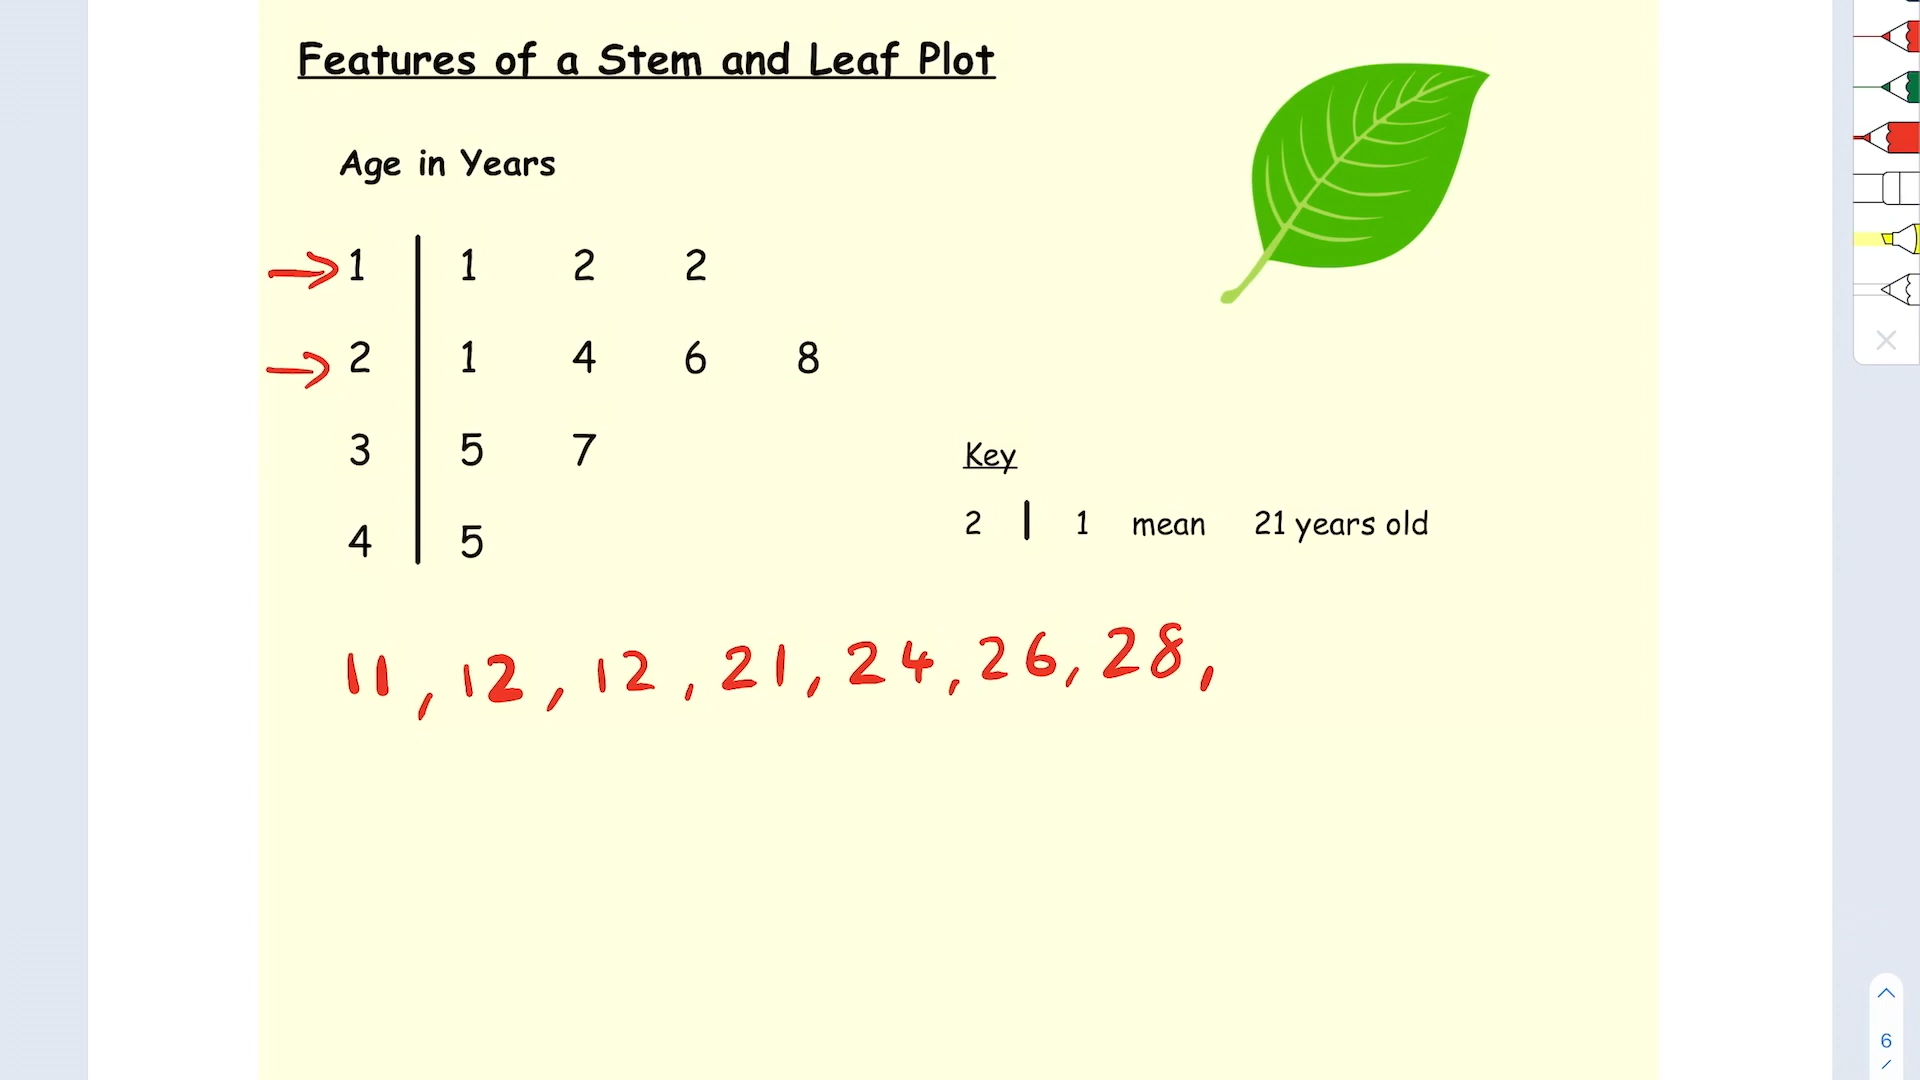 Features of a Stem and Leaf Plot
Age in Years
1 | 1 2 2
2 | 1 4 6 8
3 | 5 7
4 | 5
Key
2 | 1 mean 21 years old
11, 12, 12, 21, 24, 26, 28,
6
/